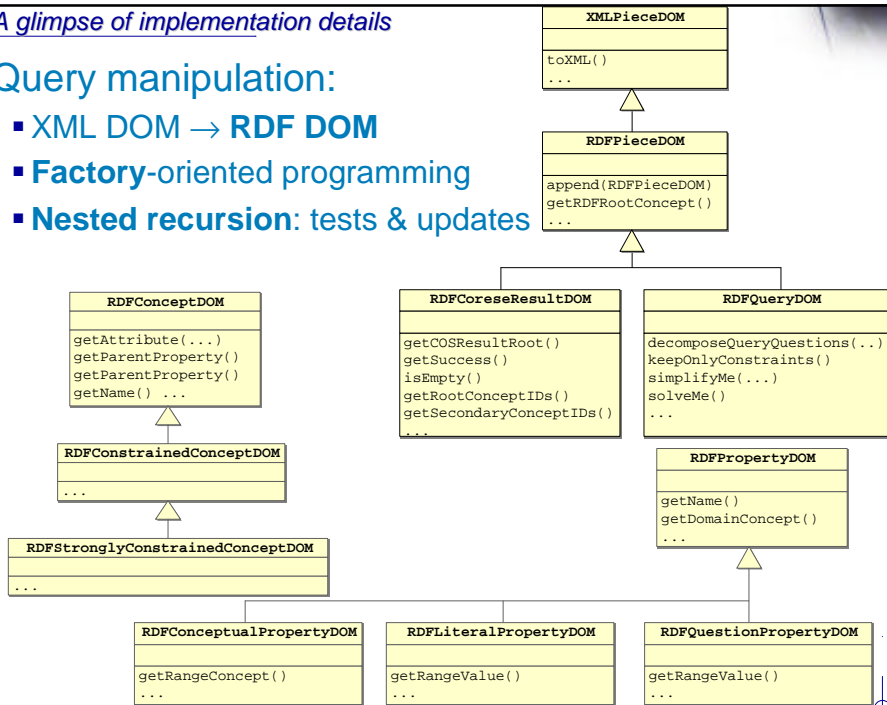 A glimpse of implementation details
Query manipulation:
▪ XML DOM → RDF DOM
▪ Factory-oriented programming
▪ Nested recursion: tests & updates
XMLPieceDOM
toXML()
...
RDFPieceDOM
append(RDFPieceDOM)
getRDFRootConcept()
...
RDFConceptDOM
getAttribute(...)
getParentProperty()
getParentProperty()
getName() ...
RDFConstrainedConceptDOM
...
RDFStronglyConstrainedConceptDOM
...
RDFCoreseResultDOM
getCOSResultRoot()
getSuccess()
isEmpty()
getRootConceptIDs()
getSecondaryConceptIDs()
...
RDFQueryDOM
decomposeQueryQuestions(..)
keepOnlyConstraints()
simplifyMe(...)
solveMe()
...
RDFPropertyDOM
getName()
getDomainConcept()
...
RDFConceptualPropertyDOM
getRangeConcept()
...
RDFLiteralPropertyDOM
getRangeValue()
...
RDFQuestionPropertyDOM
getRangeValue()
...